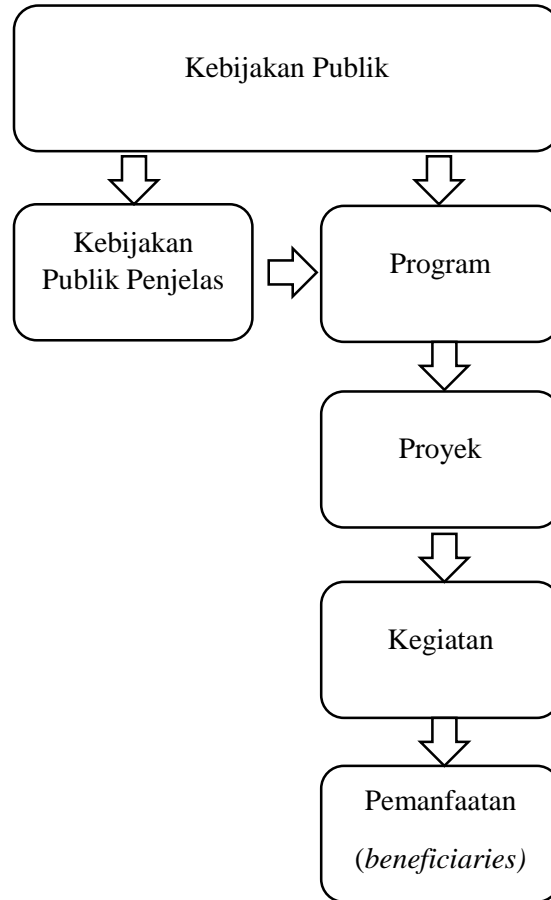 Kebijakan Publik
Kebijakan
Publik Penjelas
Program
Proyek
Kegiatan
Pemanfaatan
(beneficiaries)